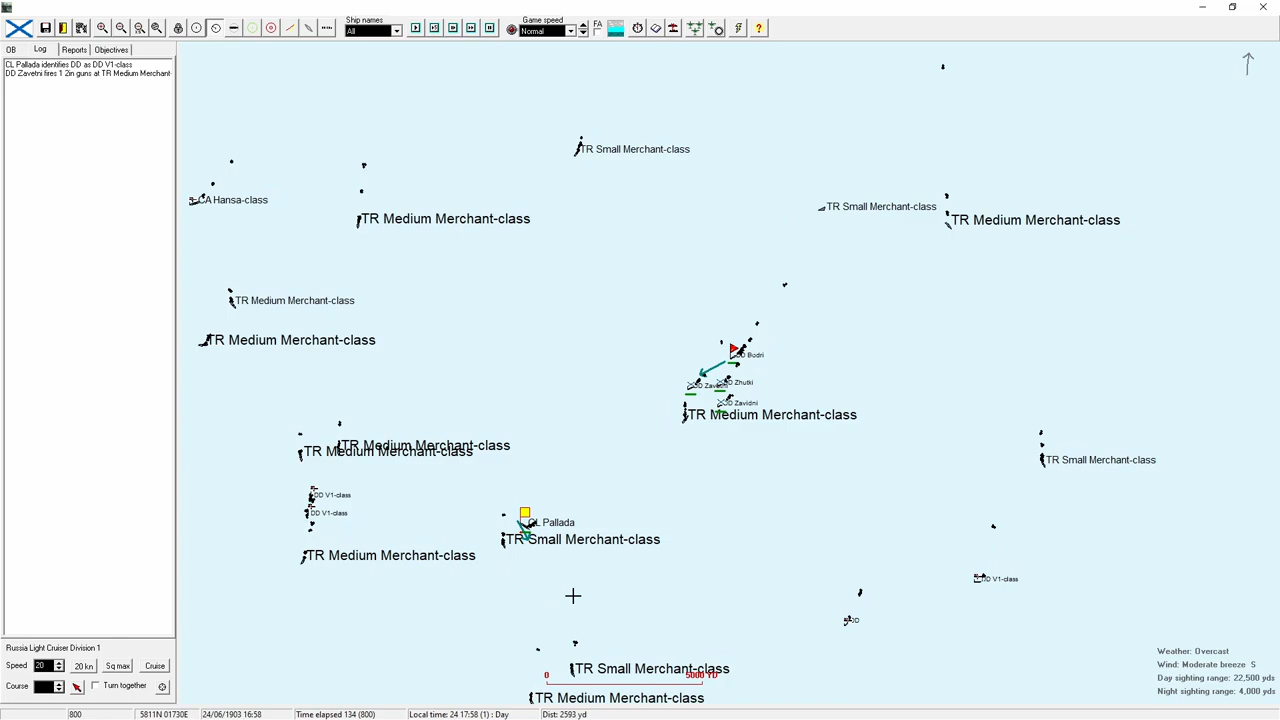 Ship names
All
Game speed
Normal
FA
OB
Log
Reports
Objectives
CL Pallada identifies DD as DD V1-class
DD Zavetni fires 1 2in guns at TR Medium Merchant
TR Small Merchant-class
CA Hansa-class
TR Medium Merchant-class
TR Small Merchant-class
TR Medium Merchant-class
TR Medium Merchant-class
TR Medium Merchant-class
DD Bodri
DD Zhutki
DD Zavidni
TR Medium Merchant-class
TR Medium Merchant-class
TR Medium Merchant-class
TR Small Merchant-class
DD V1-class
DD V1-class
CL Pallada
TR Small Merchant-class
TR Medium Merchant-class
DD V1-class
DD
TR Small Merchant-class
0 5000 YD
TR Medium Merchant-class
Weather: Overcast
Wind: Moderate breeze S
Day sighting range: 22,500 yds
Night sighting range: 4,000 yds
Russia Light Cruiser Division 1
Speed 20 20 kn Sq max Cruise
Course Turn together
800 5811N 01730E 24/06/1903 16:58 Time elapsed 134 (800) Local time: 24 17:58 (1) : Day Dist: 2593 yd